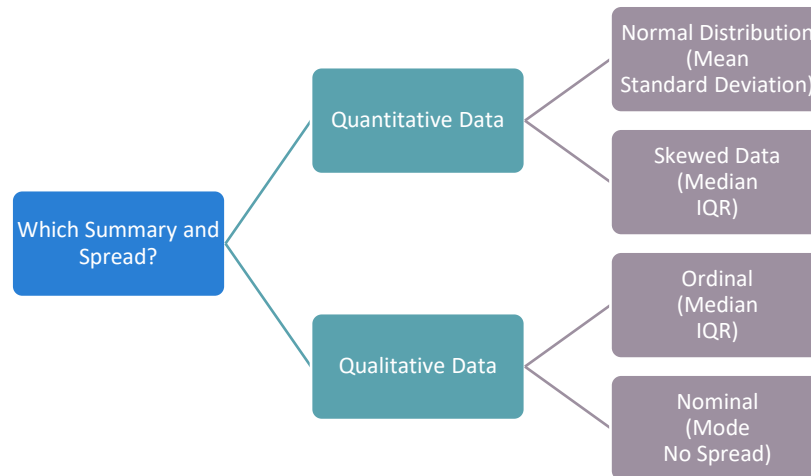 Which Summary and
Spread?
Quantitative Data
Normal Distribution
(Mean
Standard Deviation)
Skewed Data
(Median
IQR)
Qualitative Data
Ordinal
(Median
IQR)
Nominal
(Mode
No Spread)